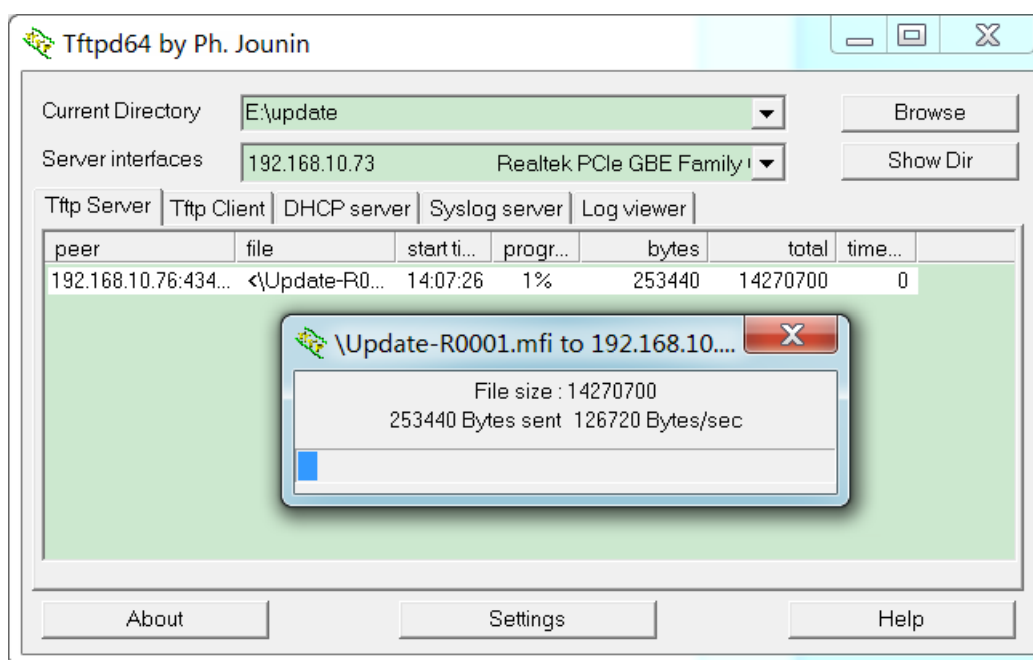 Tftpd64 by Ph. Jounin
Current Directory E:\update Browse
Server interfaces 192.168.10.73 Realtek PCIe GBE Family Show Dir
Tftp Server Tftp Client DHCP server Syslog server Log viewer
peer file start ti... progr... bytes total time...
192.168.10.76:434... <\Update-R0... 14:07:26 1% 253440 14270700 0
\Update-R0001.mfi to 192.168.10....
File size : 14270700
253440 Bytes sent 126720 Bytes/sec
About Settings Help